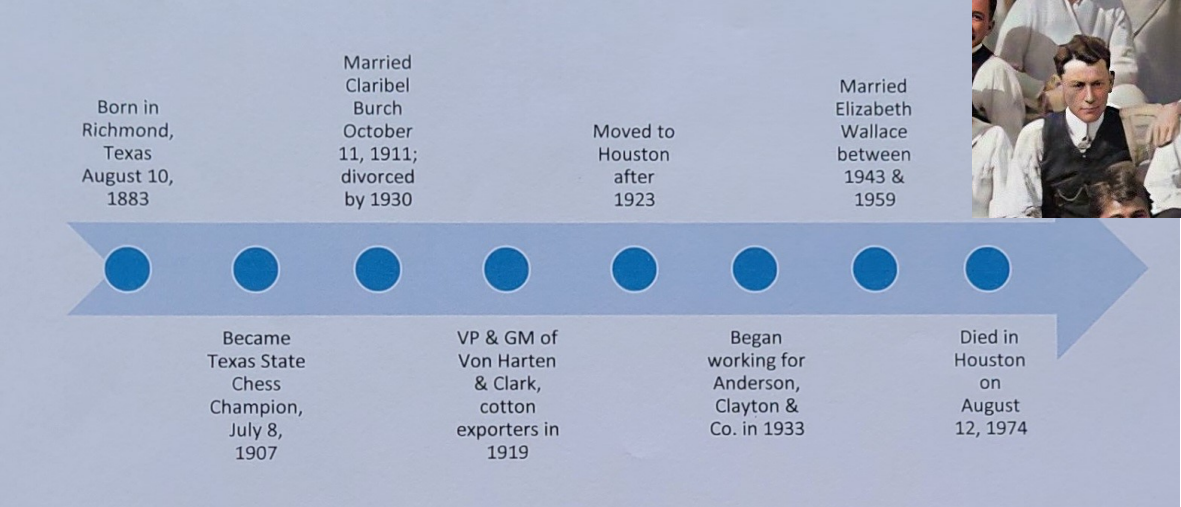 Born in
Richmond,
Texas
August 10,
1883
Became
Texas State
Chess
Champion,
July 8,
1907
Married
Claribel
Burch
October
11, 1911;
divorced
by 1930
VP & GM of
Von Harten
& Clark,
cotton
exporters in
1919
Moved to
Houston
after
1923
Began
working for
Anderson,
Clayton &
Co. in 1933
Married
Elizabeth
Wallace
between
1943 &
1959
Died in
Houston
on
August
12, 1974